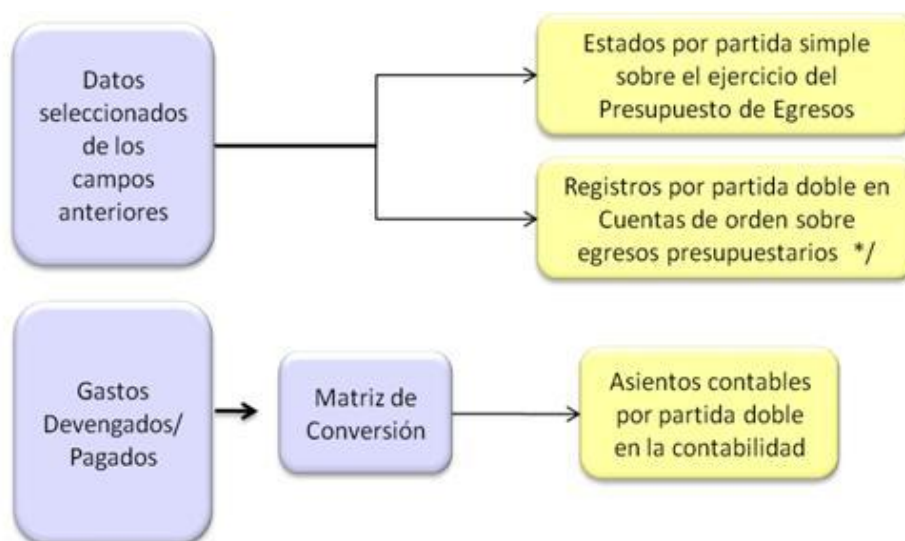 Datos
seleccionados
de los
campos
anteriores
Estados por partida simple
sobre el ejercicio del
Presupuesto de Egresos
Registros por partida doble en
Cuentas de orden sobre
egresos presupuestarios */
Gastos
Devengados/
Pagados
Matriz de
Conversión
Asientos contables
por partida doble
en la contabilidad